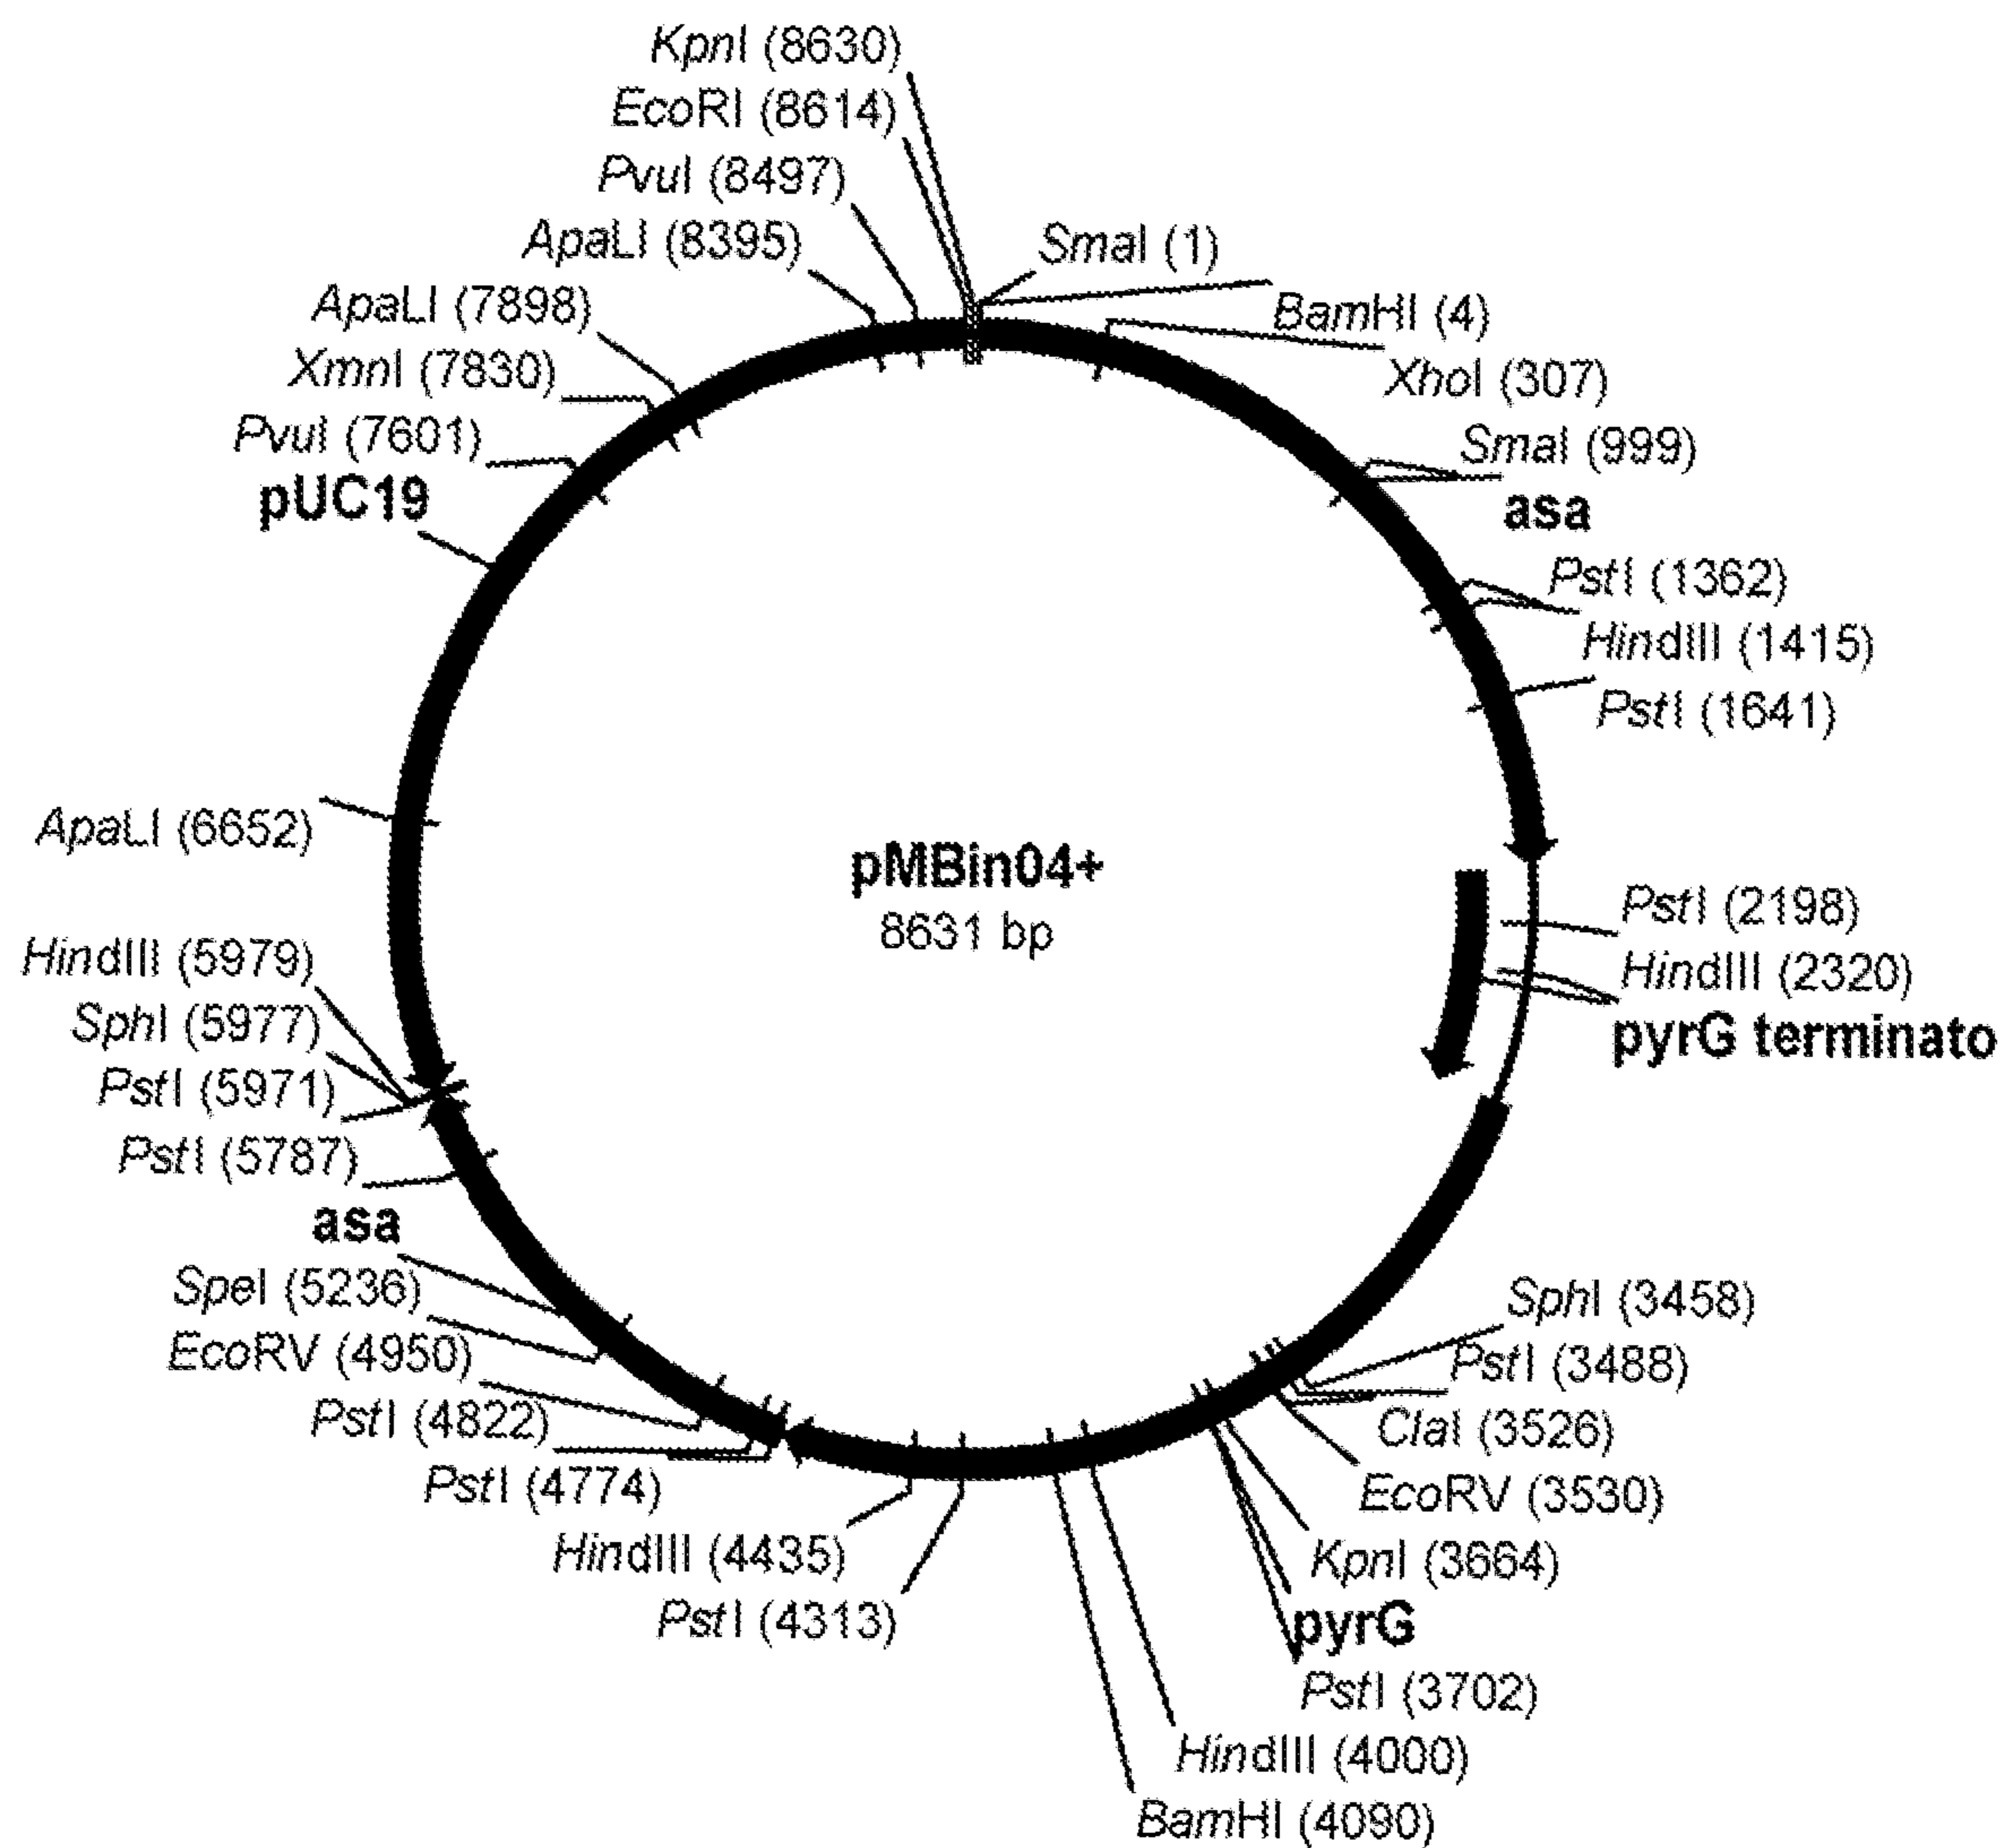 KpnI (8630)
EcoRI (8614)
PvuI (8497)
ApaLI (8395)
ApaLI (7898)
XmnI (7830)
PvuI (7601)
pUC19
ApaLI (6652)
HindIII (5979)
SphI (5977)
PstI (5971)
PstI (5787)
asa
SpeI (5236)
EcoRV (4950)
PstI (4822)
PstI (4774)
HindIII (4435)
PstI (4313)
SmaI (1)
BamHI (4)
XhoI (307)
SmaI (999)
asa
PstI (1362)
HindIII (1415)
PstI (1641)
PstI (2198)
HindIII (2320)
pyrG terminato
SphI (3458)
PstI (3488)
ClaI (3526)
EcoRV (3530)
KpnI (3664)
pyrG
PstI (3702)
HindIII (4000)
BamHI (4090)
pMBin04+
8631 bp